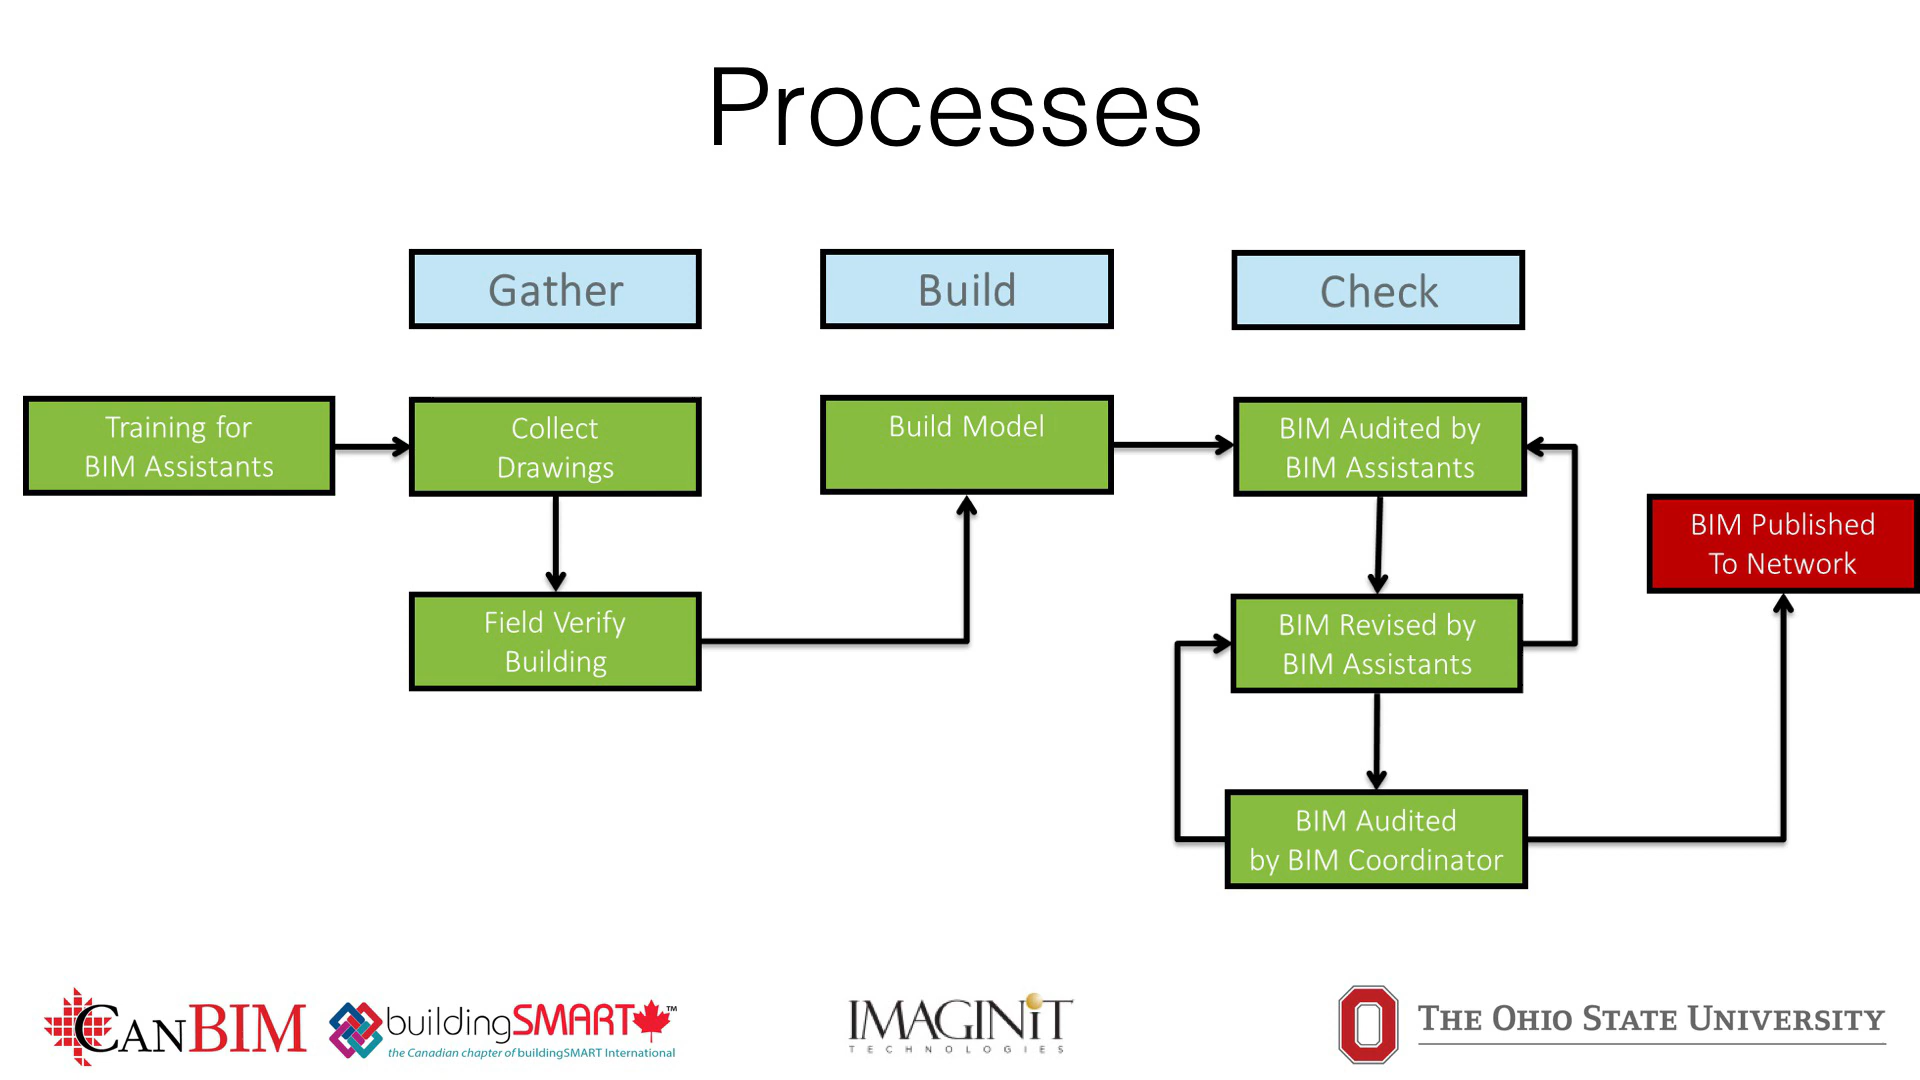 Processes
Gather
Build
Check
Training for
BIM Assistants
Collect
Drawings
Build Model
BIM Audited by
BIM Assistants
BIM Published
To Network
Field Verify
Building
BIM Revised by
BIM Assistants
BIM Audited
by BIM Coordinator
CANBIM
buildingSMART™
the Canadian chapter of buildingSMART International
IMAGINiT
TECHNOLOGIES
THE OHIO STATE UNIVERSITY